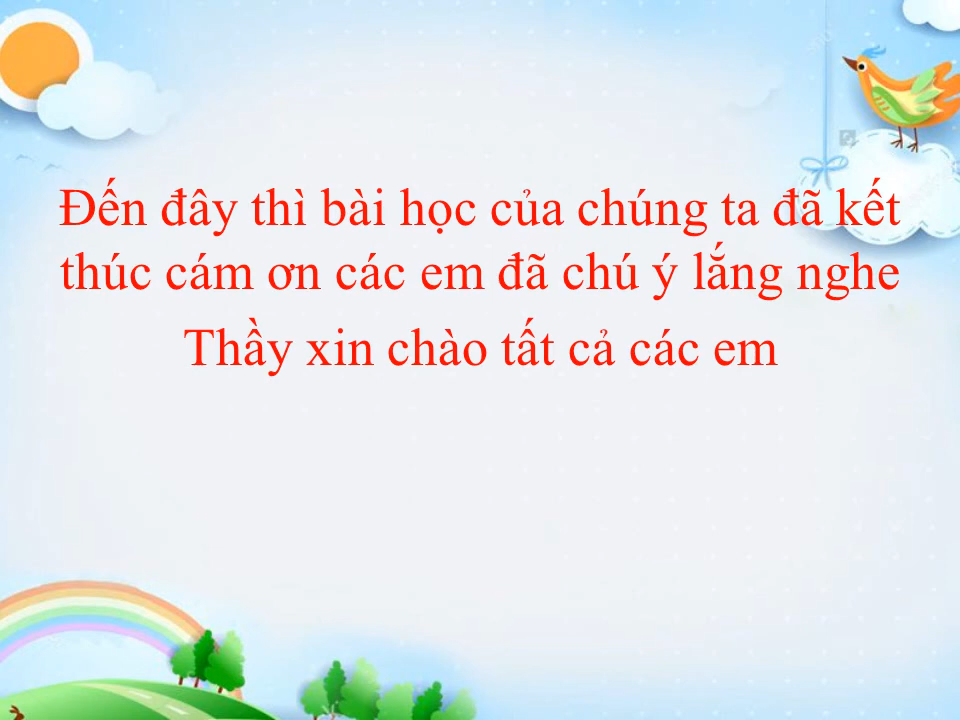 Đến đây thì bài học của chúng ta đã kết
thúc cám ơn các em đã chú ý lắng nghe
Thầy xin chào tất cả các em